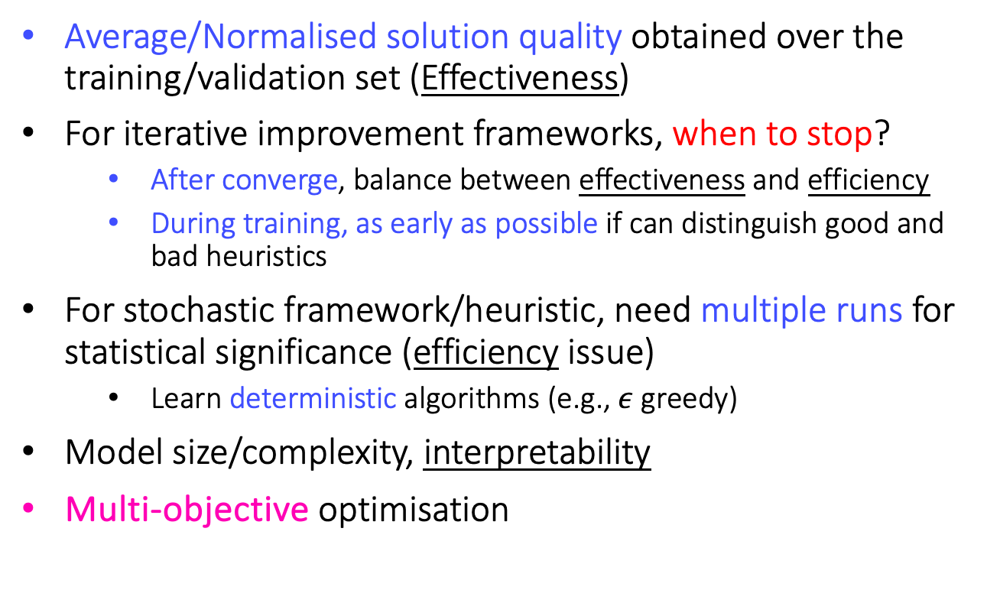 • Average/Normalised solution quality obtained over the
training/validation set (Effectiveness)
• For iterative improvement frameworks, when to stop?
• After converge, balance between effectiveness and efficiency
• During training, as early as possible if can distinguish good and
bad heuristics
• For stochastic framework/heuristic, need multiple runs for
statistical significance (efficiency issue)
• Learn deterministic algorithms (e.g., ϵ greedy)
• Model size/complexity, interpretability
• Multi-objective optimisation